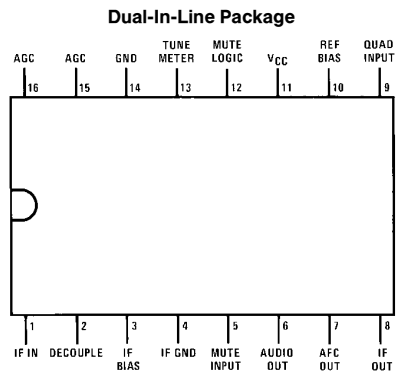 Dual-In-Line Package
AGC AGC GND TUNE METER MUTE LOGIC VCC REF BIAS QUAD INPUT
16 15 14 13 12 11 10 9
1 2 3 4 5 6 7 8
IF IN DECOUPLE IF BIAS IF GND MUTE INPUT AUDIO OUT AFC OUT IF OUT